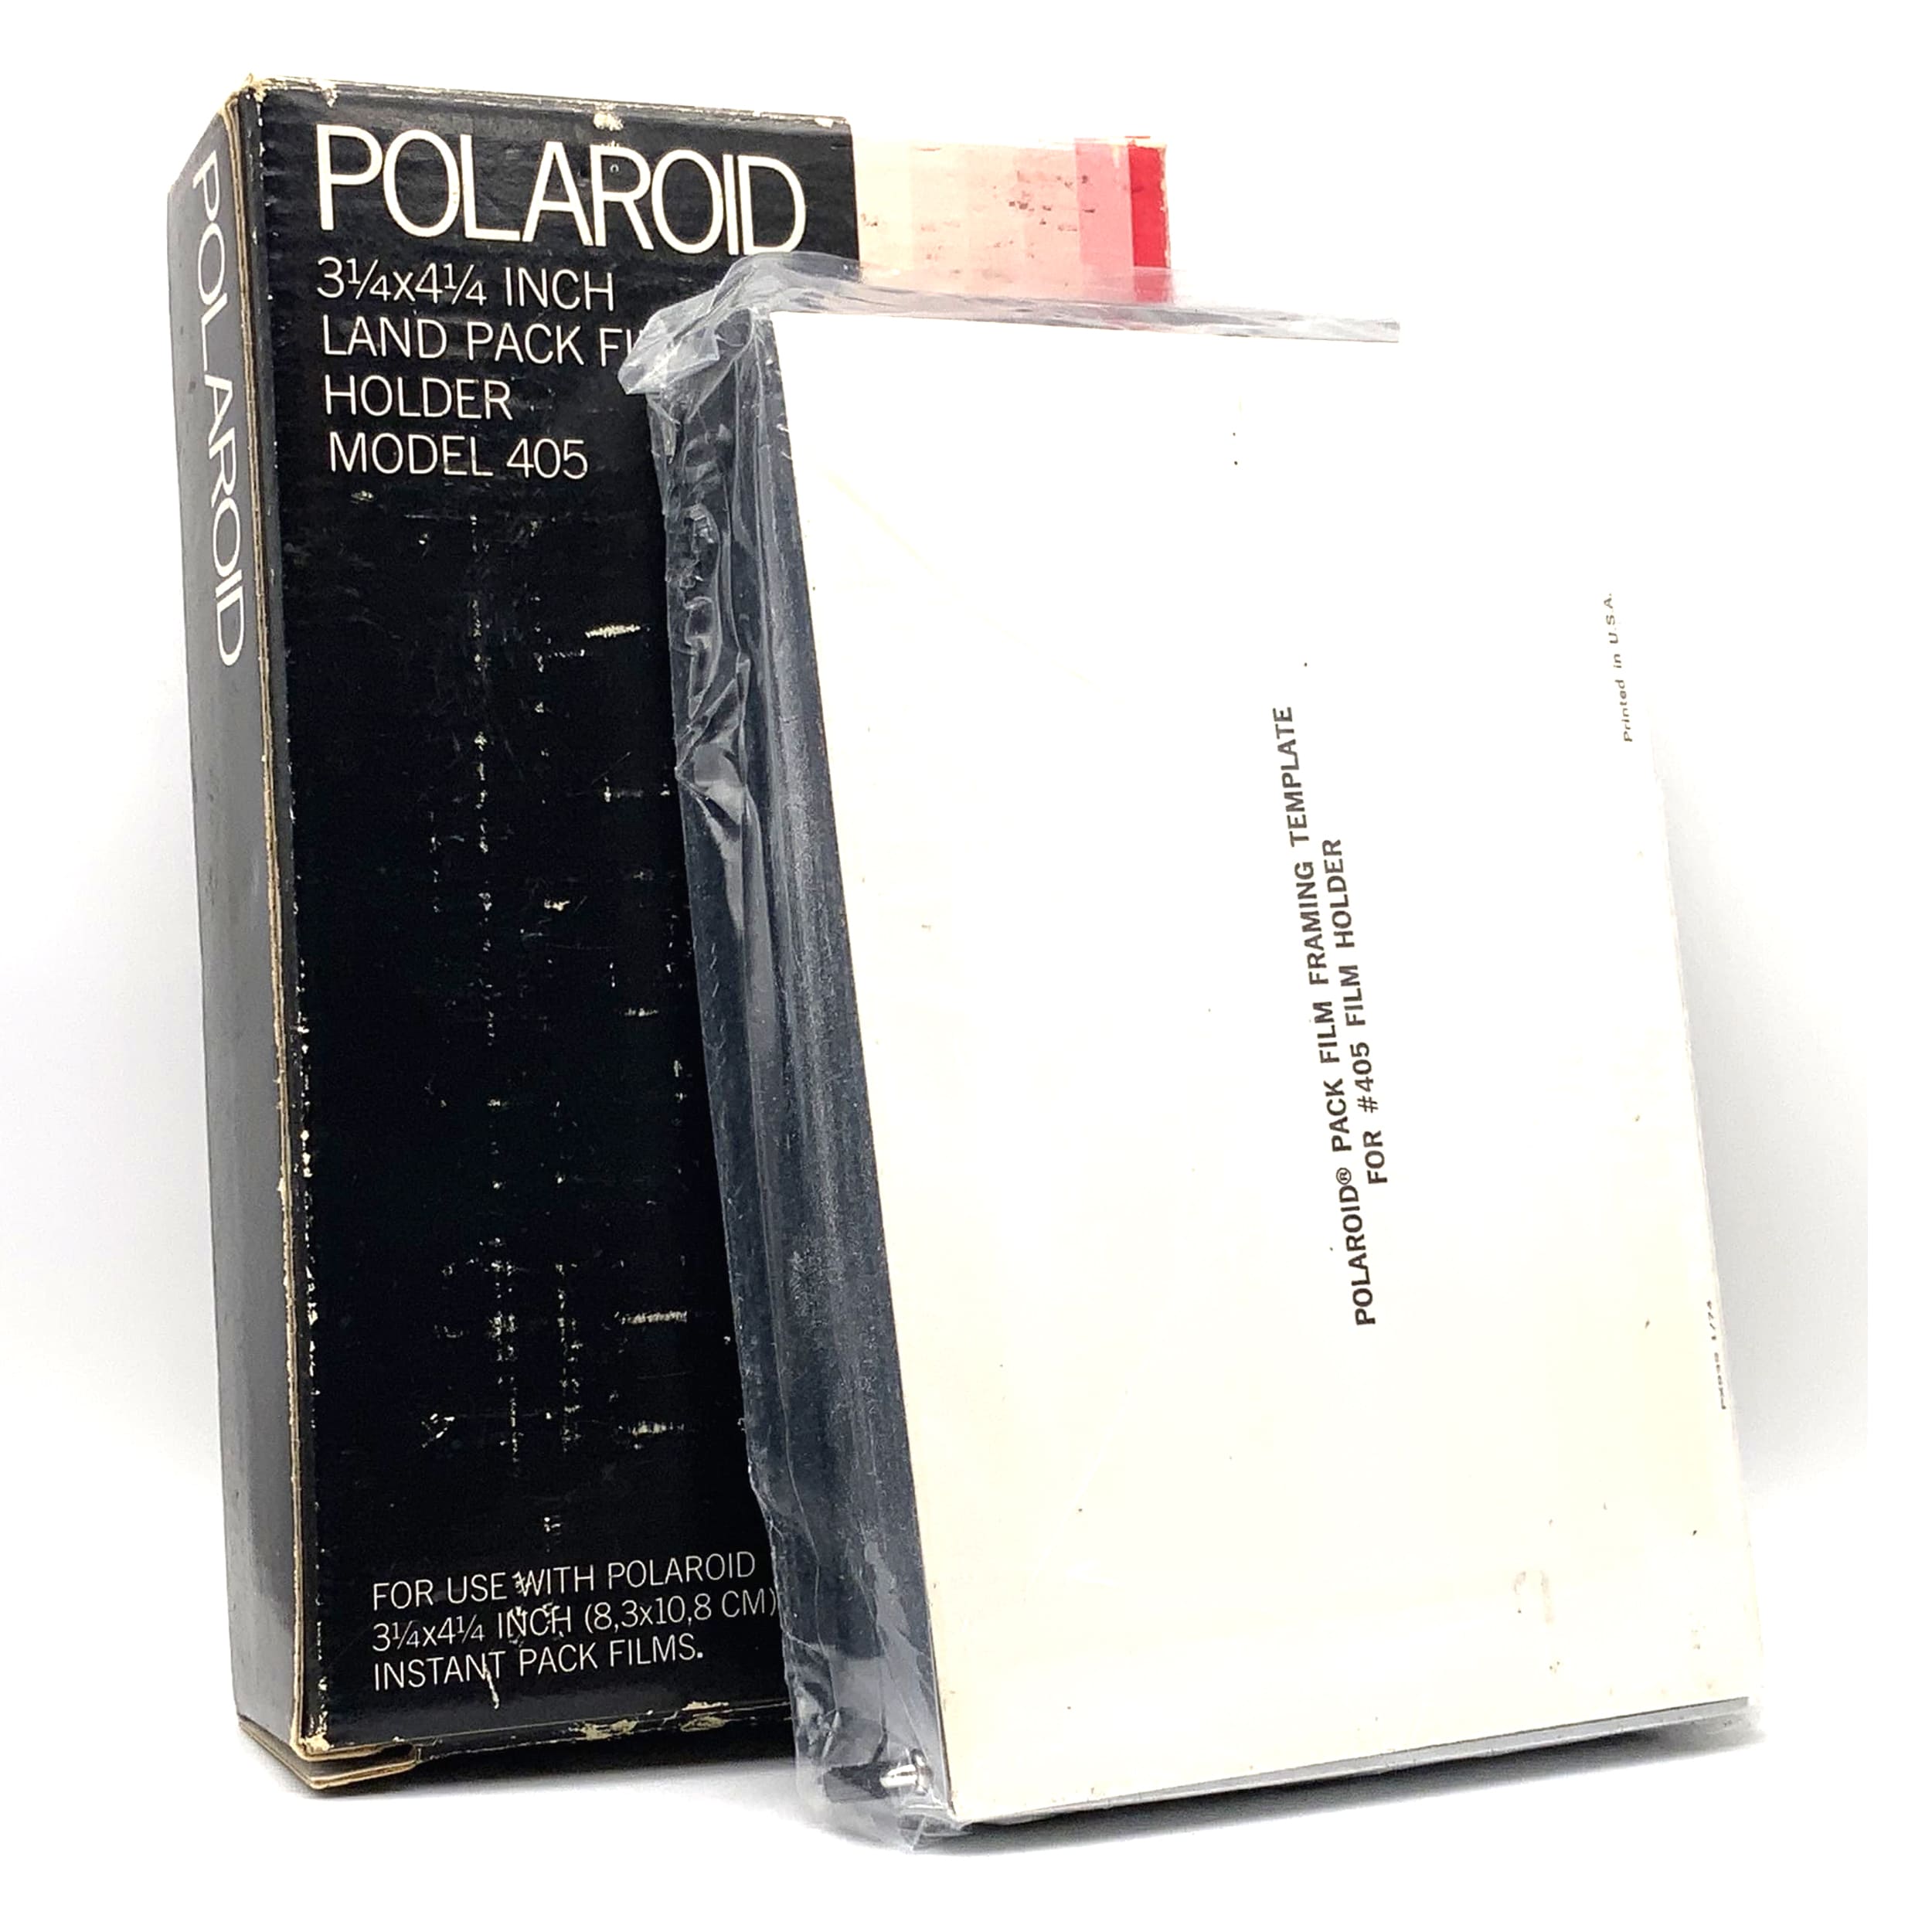 POLAROID
3¼x4¼ INCH
LAND PACK
HOLDER
MODEL 405
FOR USE WITH POLAROID
3¼x4¼ INCH (8,3x10,8 CM)
INSTANT PACK FILMS.
POLAROID
POLAROID® PACK FILM FRAMING TEMPLATE
FOR #405 FILM HOLDER
Printed in U.S.A.